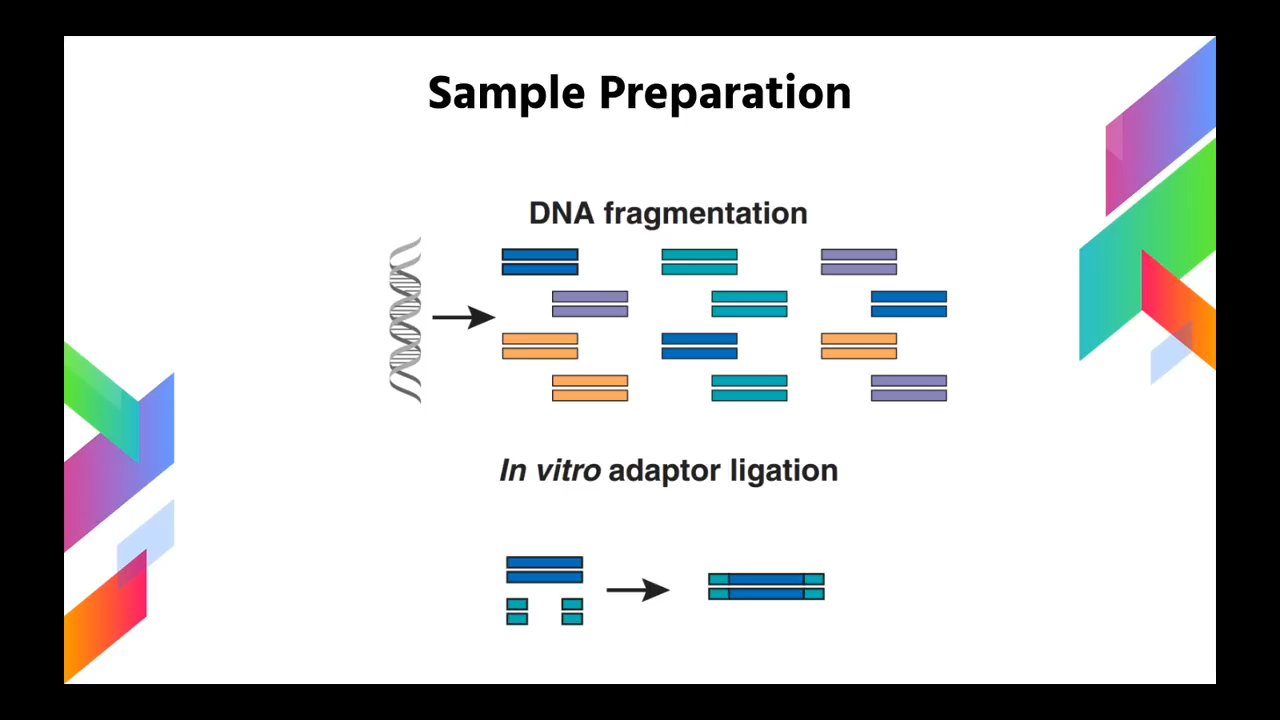 Sample Preparation
DNA fragmentation
In vitro adaptor ligation